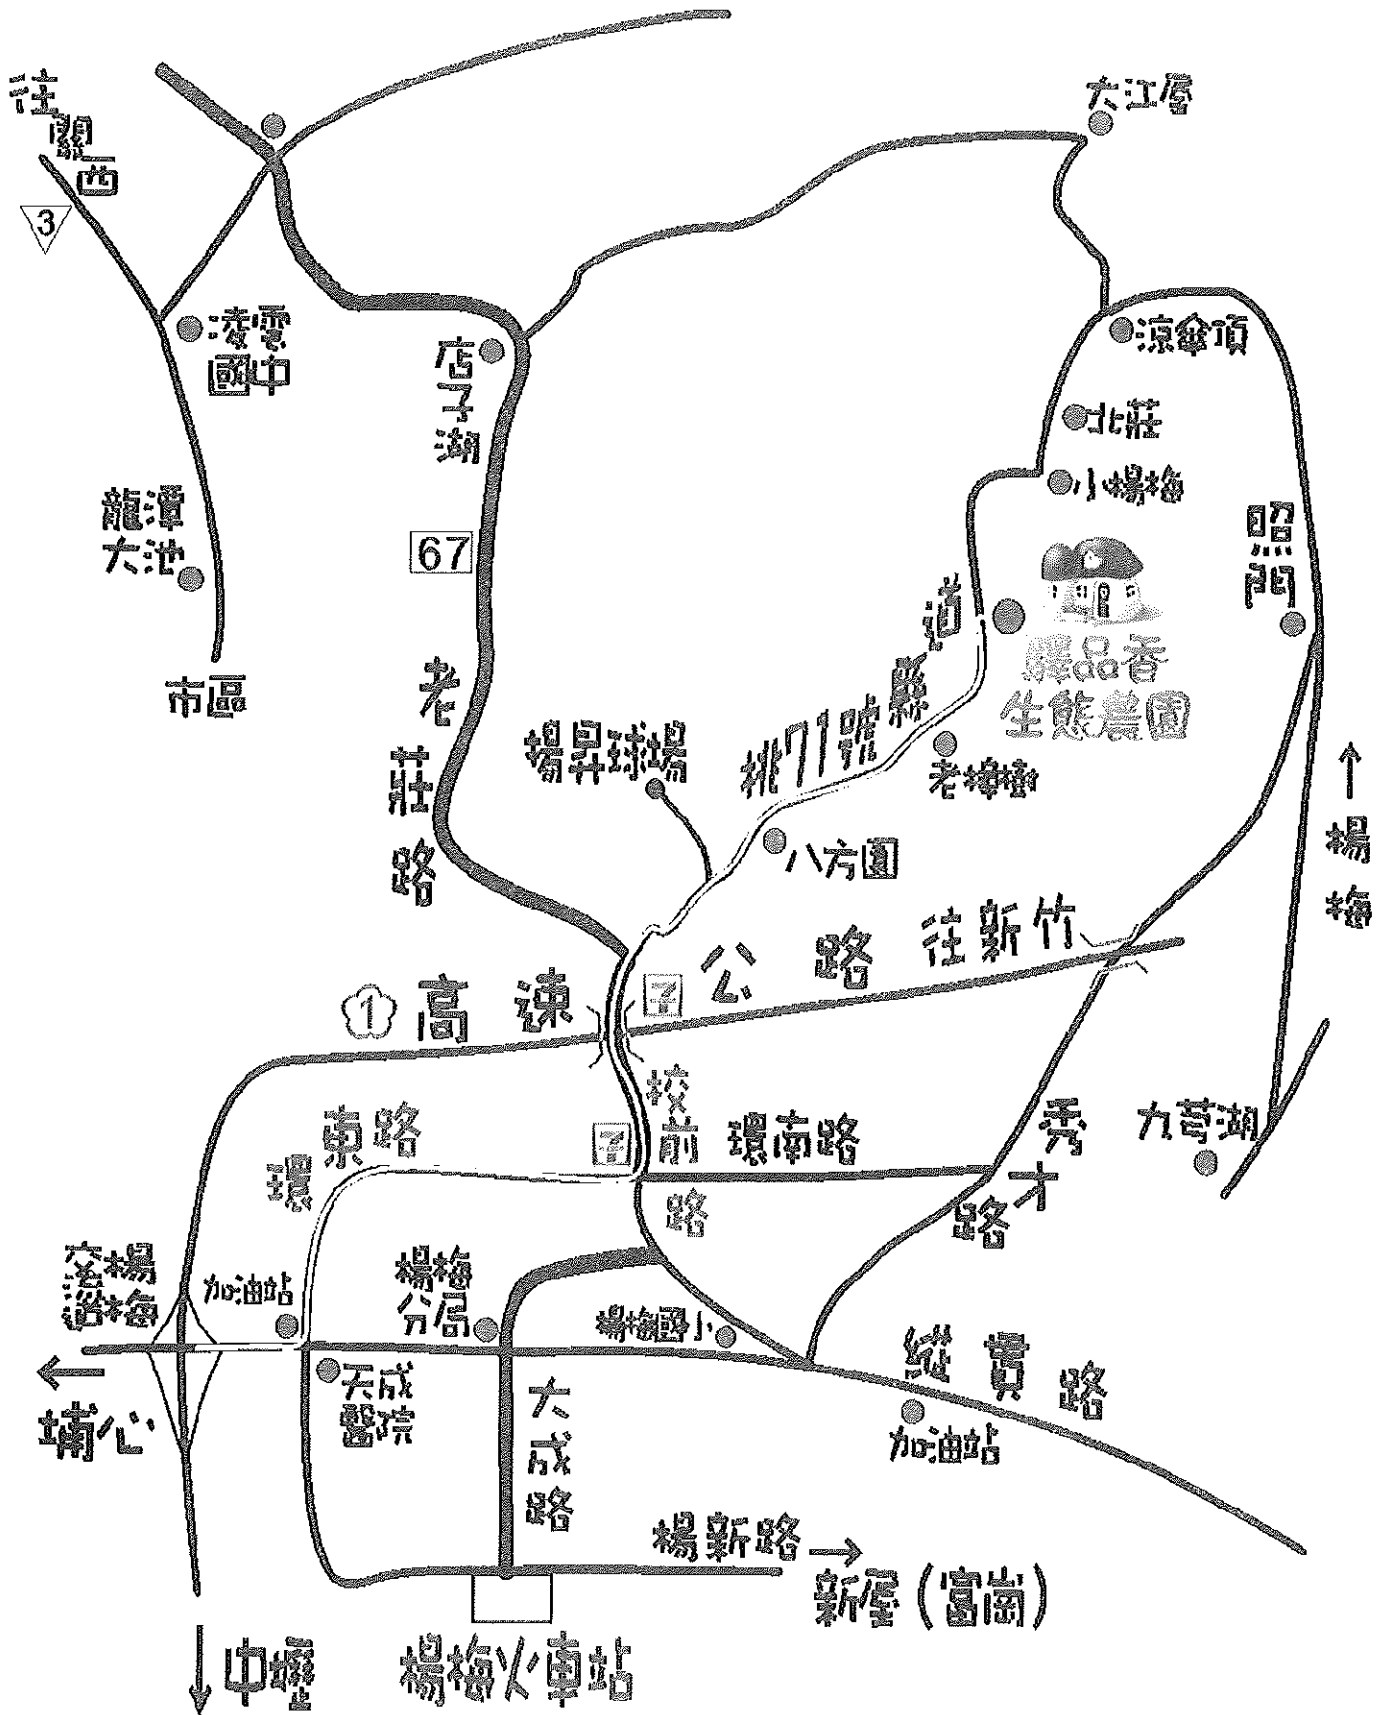 往關西
大江屋
3
凌雲
國中
店子湖
涼傘頂
北莊
小楊梅
龍潭
大池
67
照門
驛品香
生態農園
市區
老莊路
楊昇球場
桃71號縣道
老樟樹
八方園
楊梅
1
高速公路
往新竹
校前路
環東路
環南路
秀才路
九芎湖
楊梅
交流道
加油站
楊梅
分局
楊梅國小
縱貫路
埔心
天成
醫院
大成路
加油站
楊新路
新屋(富崗)
中壢
楊梅火車站